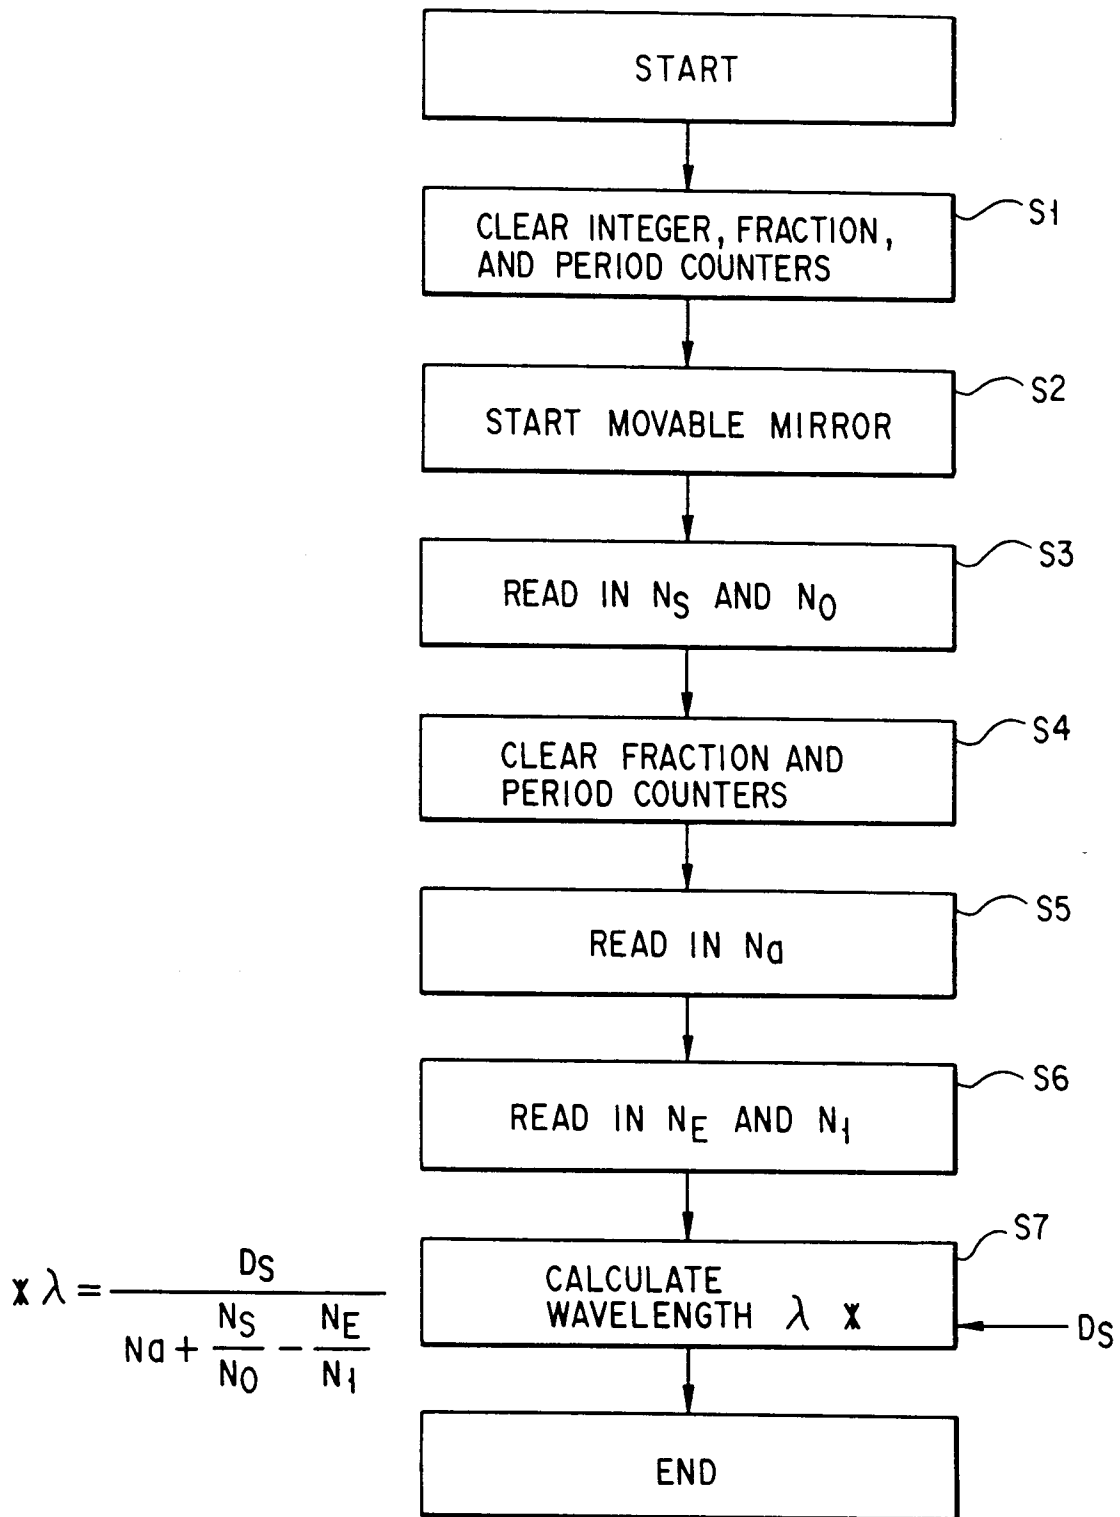 START
S1
CLEAR INTEGER, FRACTION,
AND PERIOD COUNTERS
S2
START MOVABLE MIRROR
S3
READ IN NS AND NO
S4
CLEAR FRACTION AND
PERIOD COUNTERS
S5
READ IN Na
S6
READ IN NE AND N1
S7
CALCULATE
WAVELENGTH λ *
DS
* λ = DS / (Na + NS/NO - NE/N1)
END